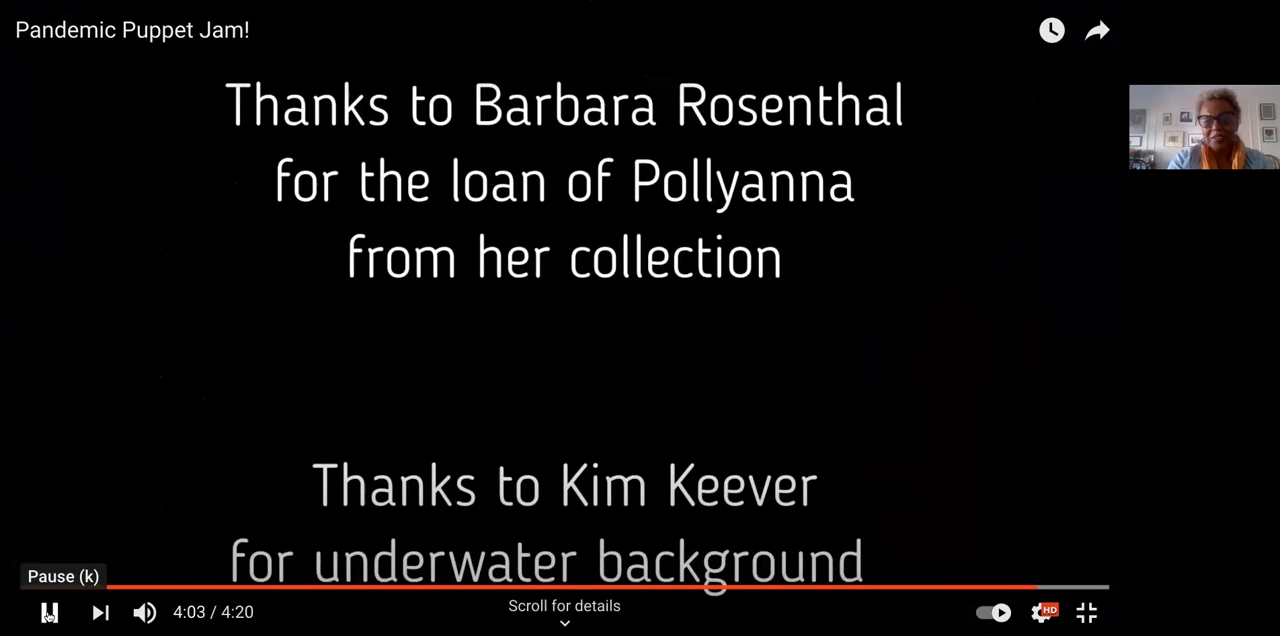 Pandemic Puppet Jam!
Thanks to Barbara Rosenthal
for the loan of Pollyanna
from her collection
Thanks to Kim Keever
for underwater background
Pause (k)
4:03 / 4:20
Scroll for details
HD